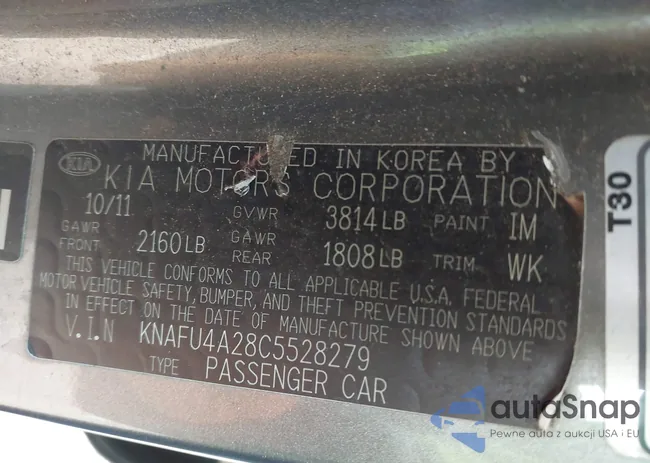 KIA
MANUFACTURED IN KOREA BY
KIA MOTORS CORPORATION
10/11 GVWR 3814LB PAINT IM
GAWR FRONT 2160LB GAWR REAR 1808LB TRIM WK
THIS VEHICLE CONFORMS TO ALL APPLICABLE U.S.A. FEDERAL
MOTOR VEHICLE SAFETY, BUMPER, AND THEFT PREVENTION STANDARDS
IN EFFECT ON THE DATE OF MANUFACTURE SHOWN ABOVE
V.I.N KNAFU4A28C5528279
TYPE PASSENGER CAR
T30
autoSnap
Pewne auta z aukcji USA i EU